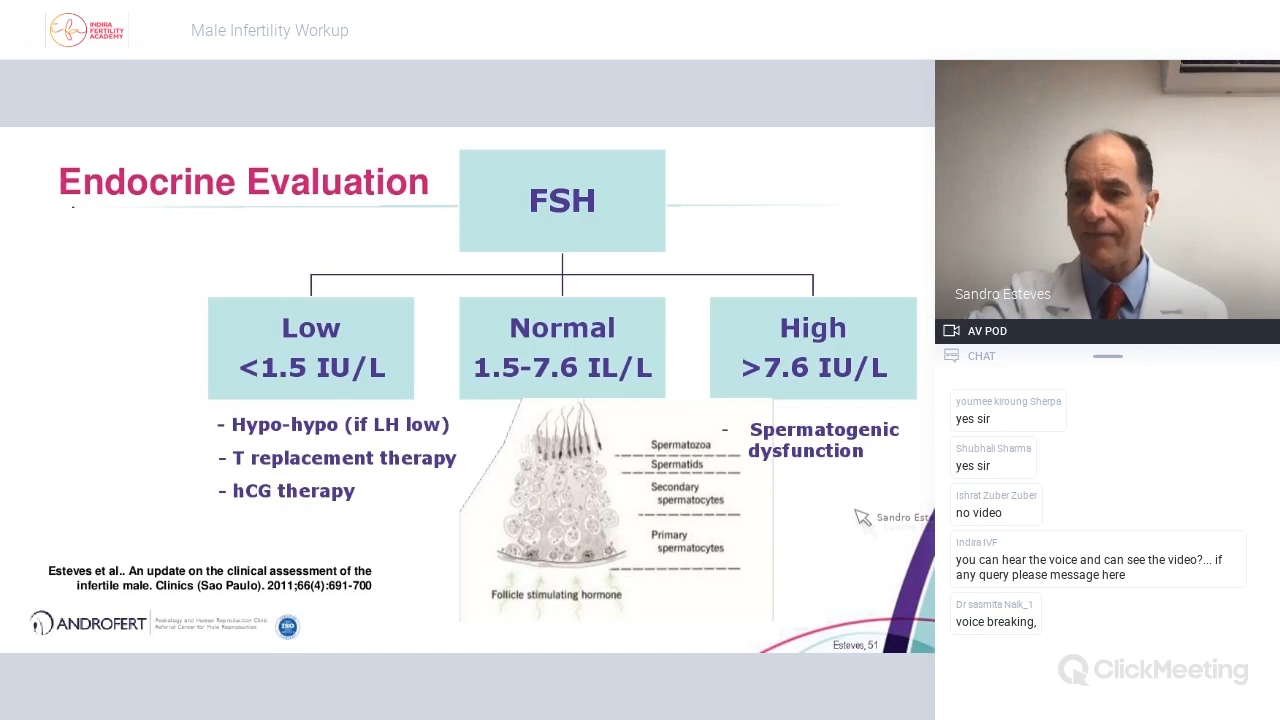 INDIRA
FERTILITY
ACADEMY
Male Infertility Workup
Endocrine Evaluation
FSH
Low
<1.5 IU/L
Normal
1.5-7.6 IL/L
High
>7.6 IU/L
- Hypo-hypo (if LH low)
- T replacement therapy
- hCG therapy
- Spermatogenic
dysfunction
Spermatozoa
Spermatids
Secondary
spermatocytes
Primary
spermatocytes
Follicle stimulating hormone
Sandro Est
Esteves et al.. An update on the clinical assessment of the
infertile male. Clinics (Sao Paulo). 2011;66(4):691-700
ANDROFERT
Andrology and Human Reproduction Clinic
Referral Center for Male Reproduction
ISO
Esteves, 51
Sandro Esteves
AV POD
CHAT
youmee kiroung Sherpa
yes sir
Shubhali Sharma
yes sir
Ishrat Zuber Zuber
no video
Indira IVF
you can hear the voice and can see the video?... if
any query please message here
Dr sasmita Naik_1
voice breaking,
ClickMeeting